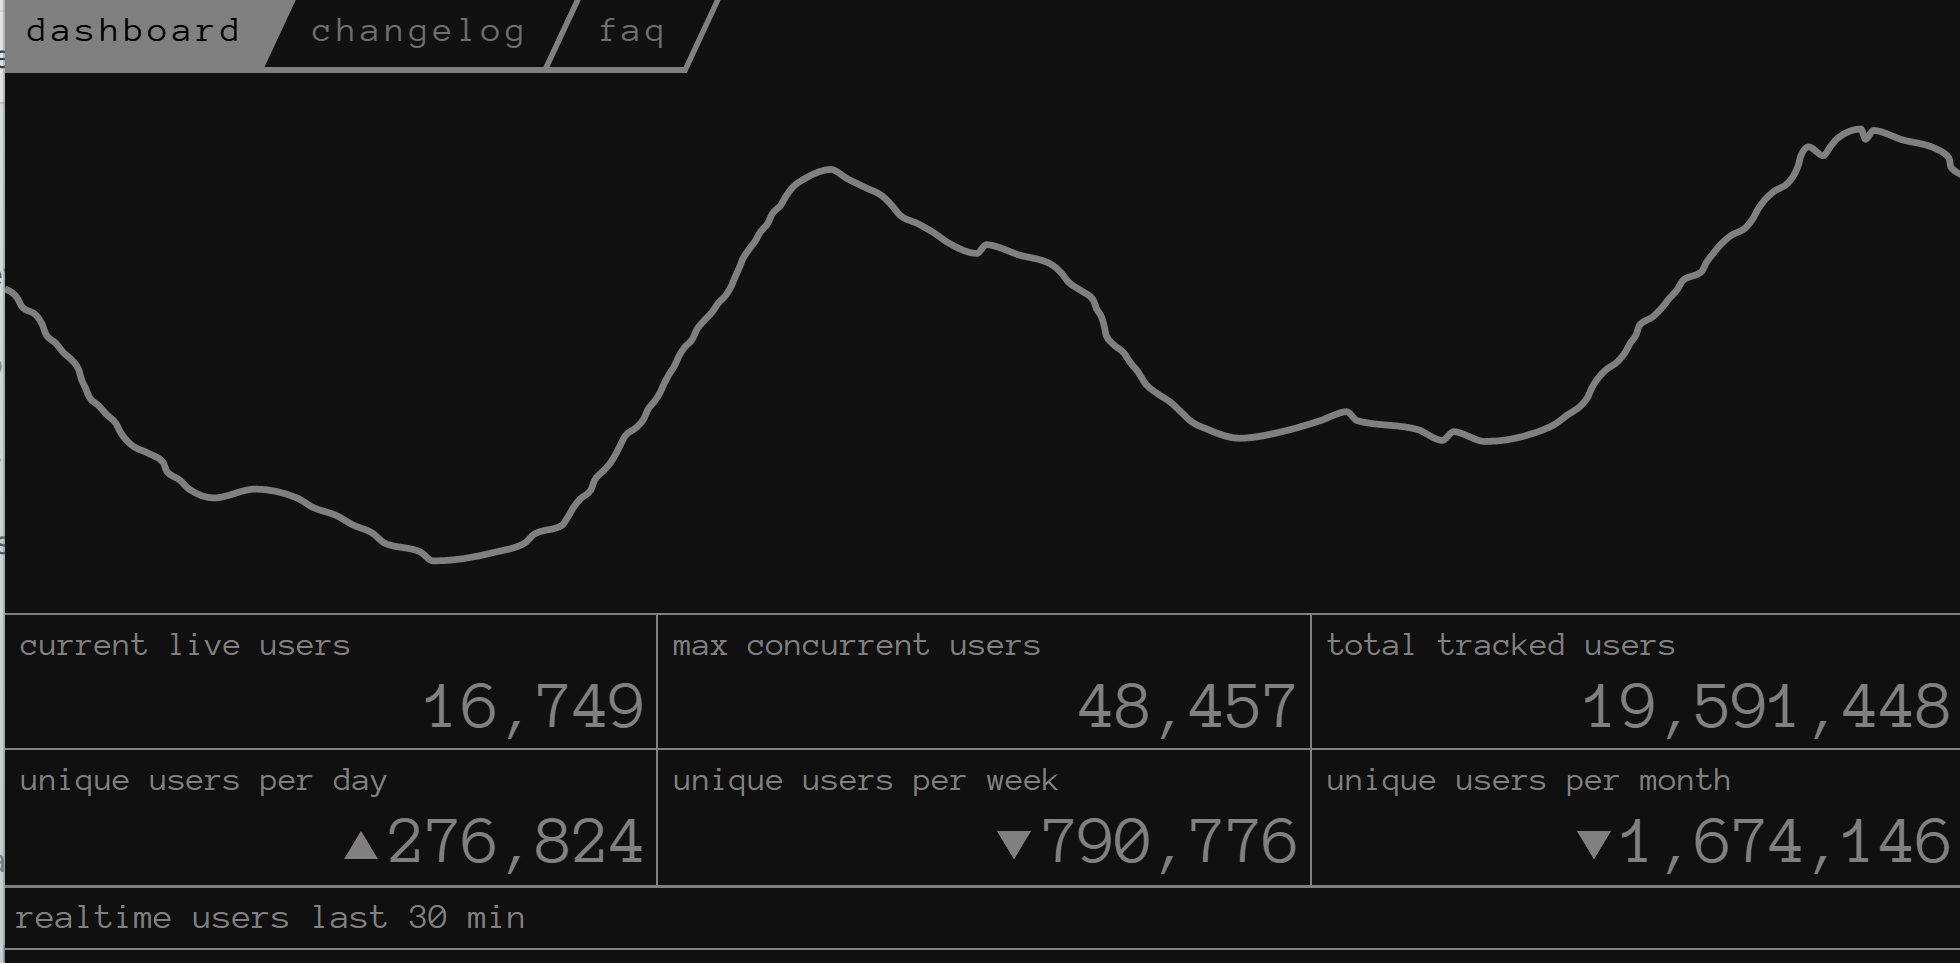 dashboard changelog faq
current live users max concurrent users total tracked users
16,749 48,457 19,591,448
unique users per day unique users per week unique users per month
▲276,824 ▼790,776 ▼1,674,146
realtime users last 30 min